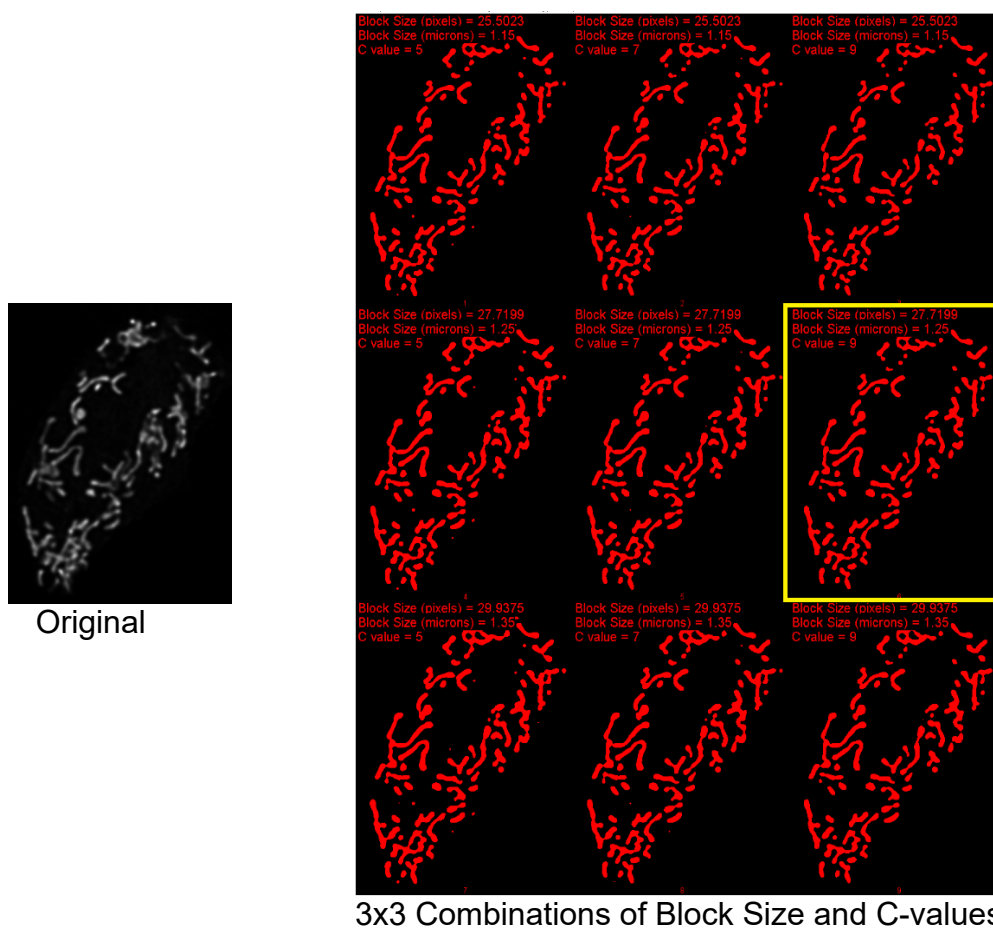 Block Size (pixels) = 25.5023
Block Size (microns) = 1.15
C value = 5
Block Size (pixels) = 25.5023
Block Size (microns) = 1.15
C value = 7
Block Size (pixels) = 25.5023
Block Size (microns) = 1.15
C value = 9
1
2
Block Size (pixels) = 27.7199
Block Size (microns) = 1.25
C value = 5
Block Size (pixels) = 27.7199
Block Size (microns) = 1.25
C value = 7
Block Size (pixels) = 27.7199
Block Size (microns) = 1.25
C value = 9
Original
Block Size (pixels) = 29.9375
Block Size (microns) = 1.35
C value = 5
Block Size (pixels) = 29.9375
Block Size (microns) = 1.35
C value = 7
Block Size (pixels) = 29.9375
Block Size (microns) = 1.35
C value = 9
7
8
9
3x3 Combinations of Block Size and C-values